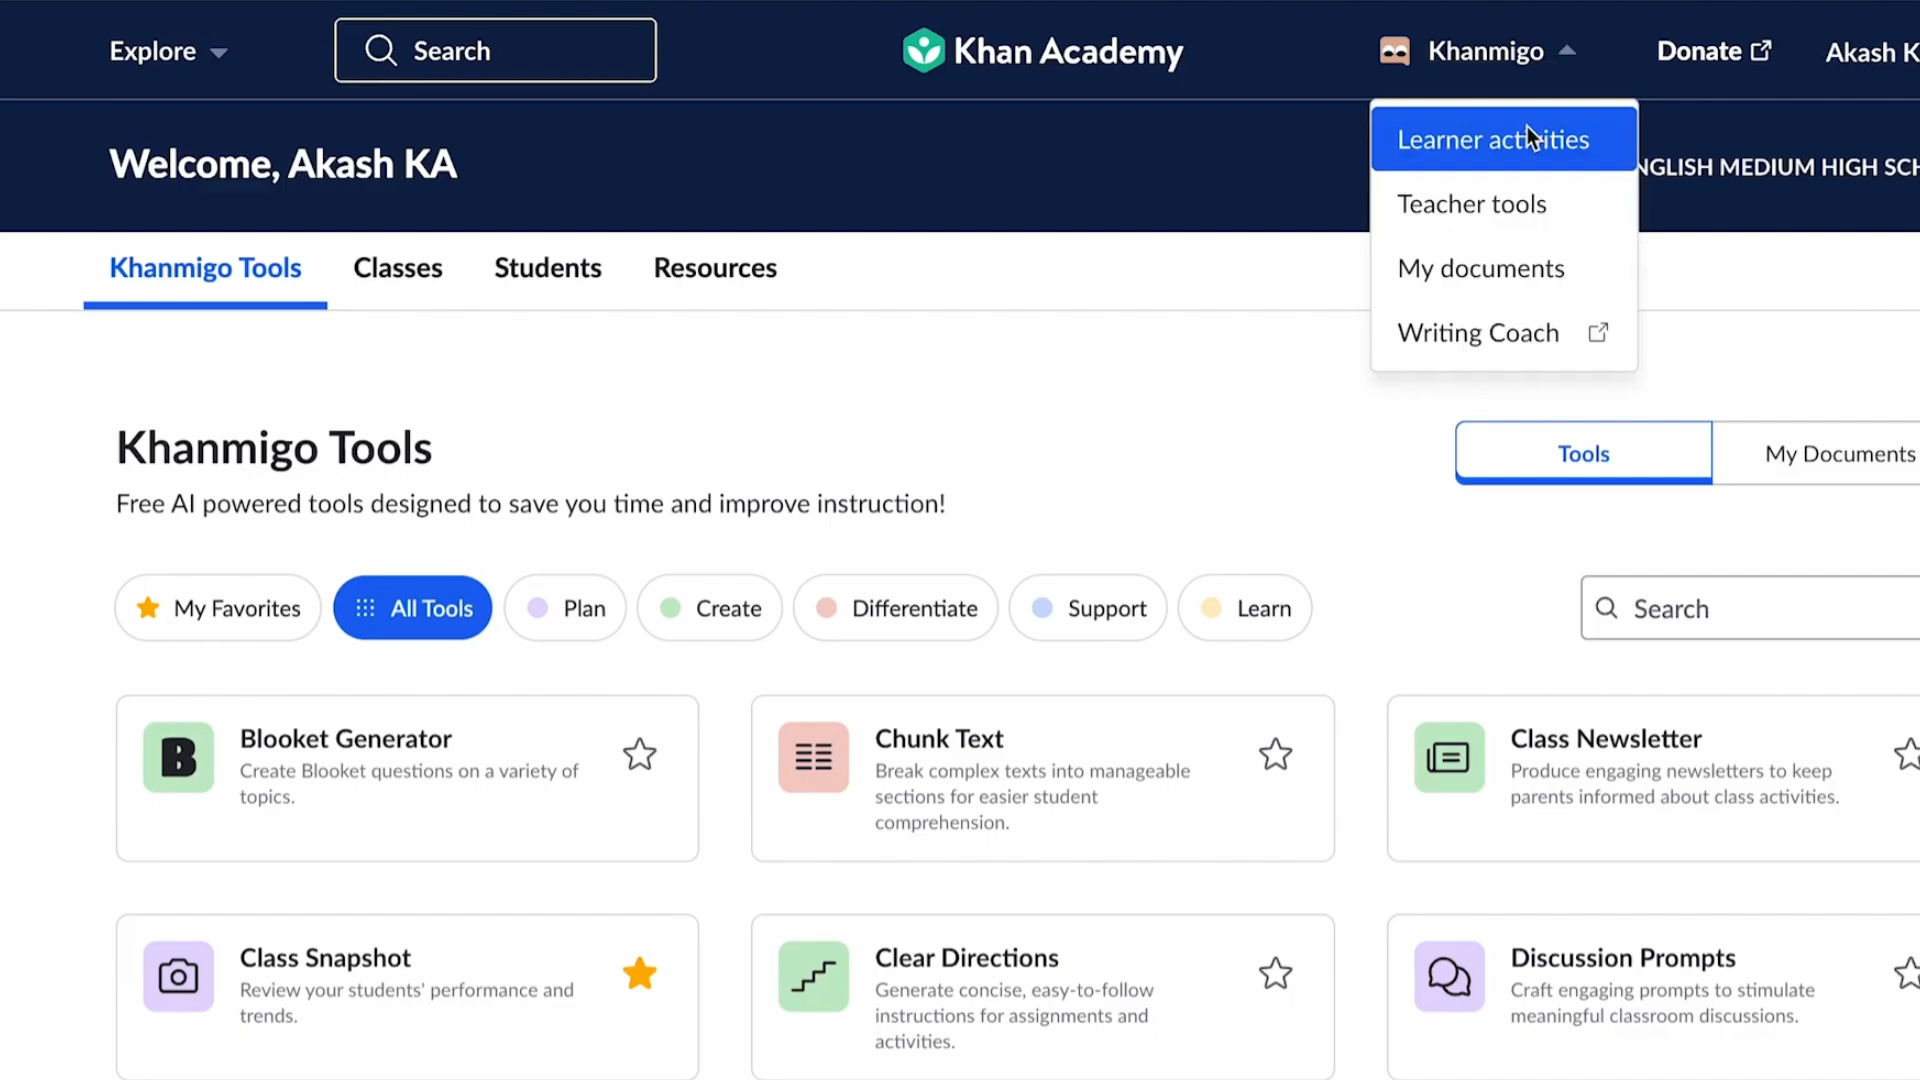 Explore
Search
Khan Academy
Khanmigo
Donate
Akash K
Learner activities
Teacher tools
My documents
Writing Coach
Welcome, Akash KA
NGLISH MEDIUM HIGH SCH
Khanmigo Tools
Classes
Students
Resources
Khanmigo Tools
Free AI powered tools designed to save you time and improve instruction!
Tools
My Documents
My Favorites
All Tools
Plan
Create
Differentiate
Support
Learn
Search
B
Blooket Generator
Create Blooket questions on a variety of
topics.
Chunk Text
Break complex texts into manageable
sections for easier student
comprehension.
Class Newsletter
Produce engaging newsletters to keep
parents informed about class activities.
Class Snapshot
Review your students' performance and
trends.
Clear Directions
Generate concise, easy-to-follow
instructions for assignments and
activities.
Discussion Prompts
Craft engaging prompts to stimulate
meaningful classroom discussions.